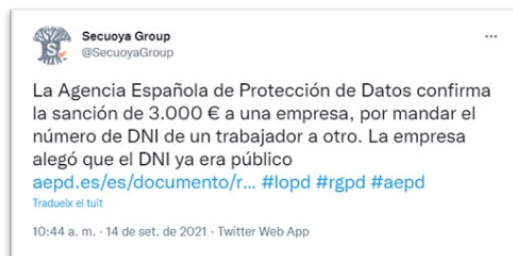 Secuoya Group
@SecuoyaGroup
La Agencia Española de Protección de Datos confirma
la sanción de 3.000 € a una empresa, por mandar el
número de DNI de un trabajador a otro. La empresa
alegó que el DNI ya era público
aepd.es/es/documento/r... #lopd #rgpd #aepd
Tradueix el tuit
10:44 a. m. · 14 de set. de 2021 · Twitter Web App